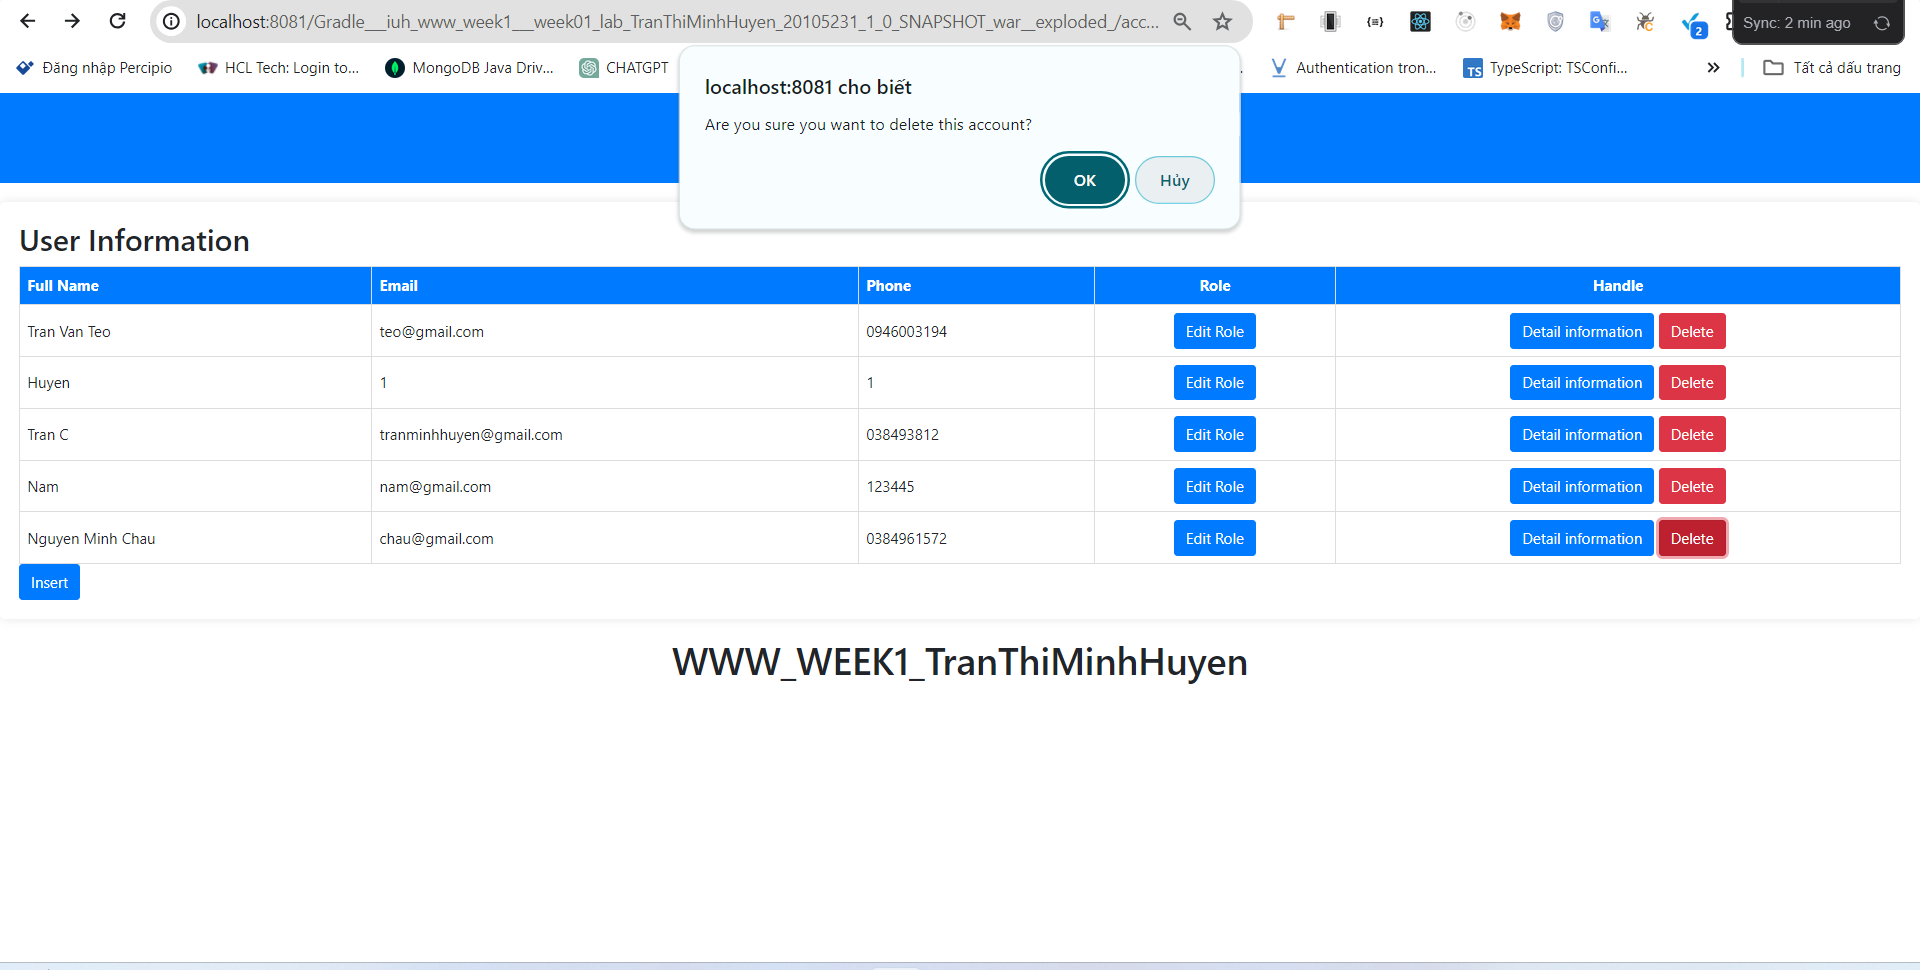 localhost:8081/Gradle___iuh_www_week1___week01_lab_TranThiMinhHuyen_20105231_1_0_SNAPSHOT_war__exploded_/acc...
2
Sync: 2 min ago
Đăng nhập Percipio
HCL Tech: Login to...
MongoDB Java Driv...
CHATGPT
Authentication tron...
TS
TypeScript: TSConfi...
Tất cả dấu trang
localhost:8081 cho biết
Are you sure you want to delete this account?
OK Hủy
User Information
Full Name Email Phone Role Handle
Tran Van Teo teo@gmail.com 0946003194 Edit Role Detail information Delete
Huyen 1 1 Edit Role Detail information Delete
Tran C tranminhhuyen@gmail.com 038493812 Edit Role Detail information Delete
Nam nam@gmail.com 123445 Edit Role Detail information Delete
Nguyen Minh Chau chau@gmail.com 0384961572 Edit Role Detail information Delete
Insert
WWW_WEEK1_TranThiMinhHuyen